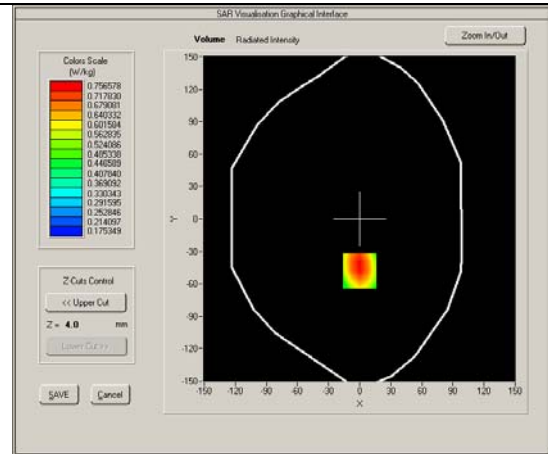 SAR Visualisation Graphical Interface
Volume Radiated Intensity
Zoom In/Out
Colors Scale
(W/kg)
0.756578
0.717830
0.679081
0.640332
0.601584
0.562835
0.524086
0.485338
0.446589
0.407840
0.369092
0.330343
0.291595
0.252846
0.214097
0.175349
Z-Cuts Control
<< Upper Cut
Z = 4.0 mm
Lower Cut >>
SAVE
Cancel
150
120
90
60
30
Y 0
-30
-60
-90
-120
-150
-150 -120 -90 -60 -30 0 30 60 90 120 150
X